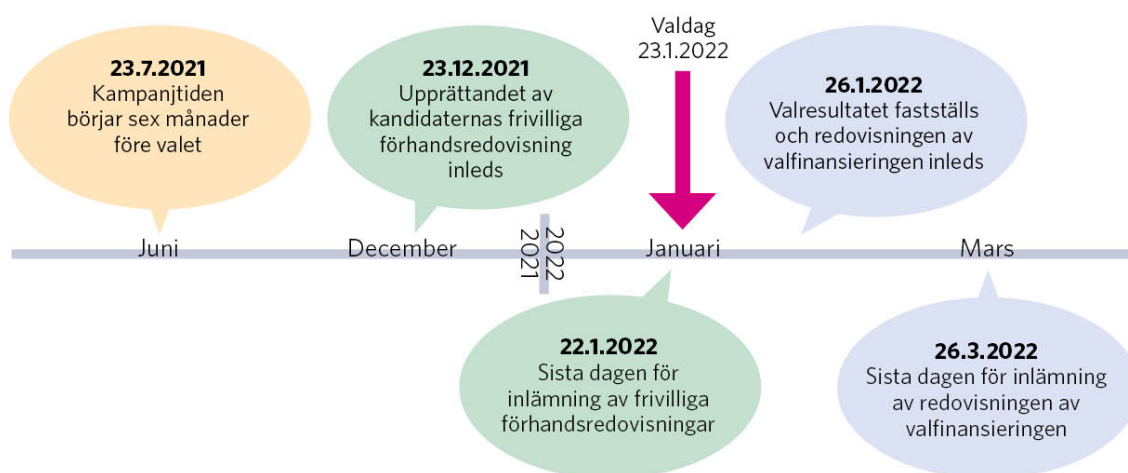 23.7.2021
Kampanjtiden
börjar sex månader
före valet
23.12.2021
Upprättandet av
kandidaternas frivilliga
förhandsredovisning
inleds
Valdag
23.1.2022
26.1.2022
Valresultatet fastställs
och redovisningen av
valfinansieringen inleds
Juni
December
2021
2022
Januari
Mars
22.1.2022
Sista dagen för
inlämning av frivilliga
förhandsredovisningar
26.3.2022
Sista dagen för inlämning
av redovisningen av
valfinansieringen